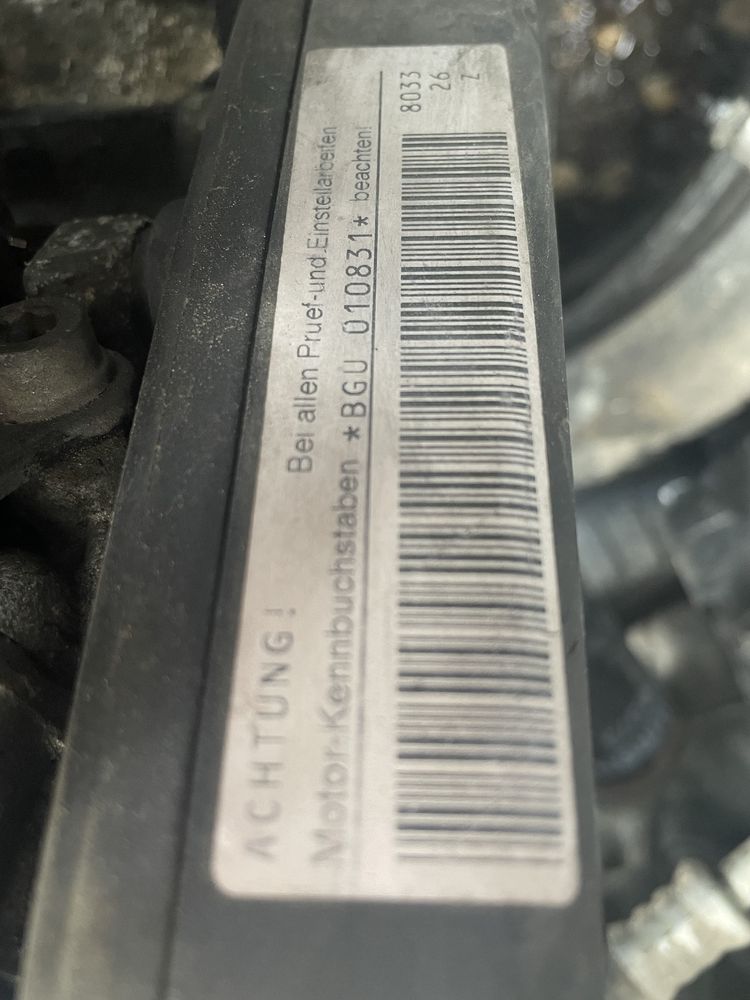 ACHTUNG!
Bei allen Pruef-und Einstellarbeiten
Motor-Kennbuchstaben *BGU 010831* beachten!
8033
26
Z